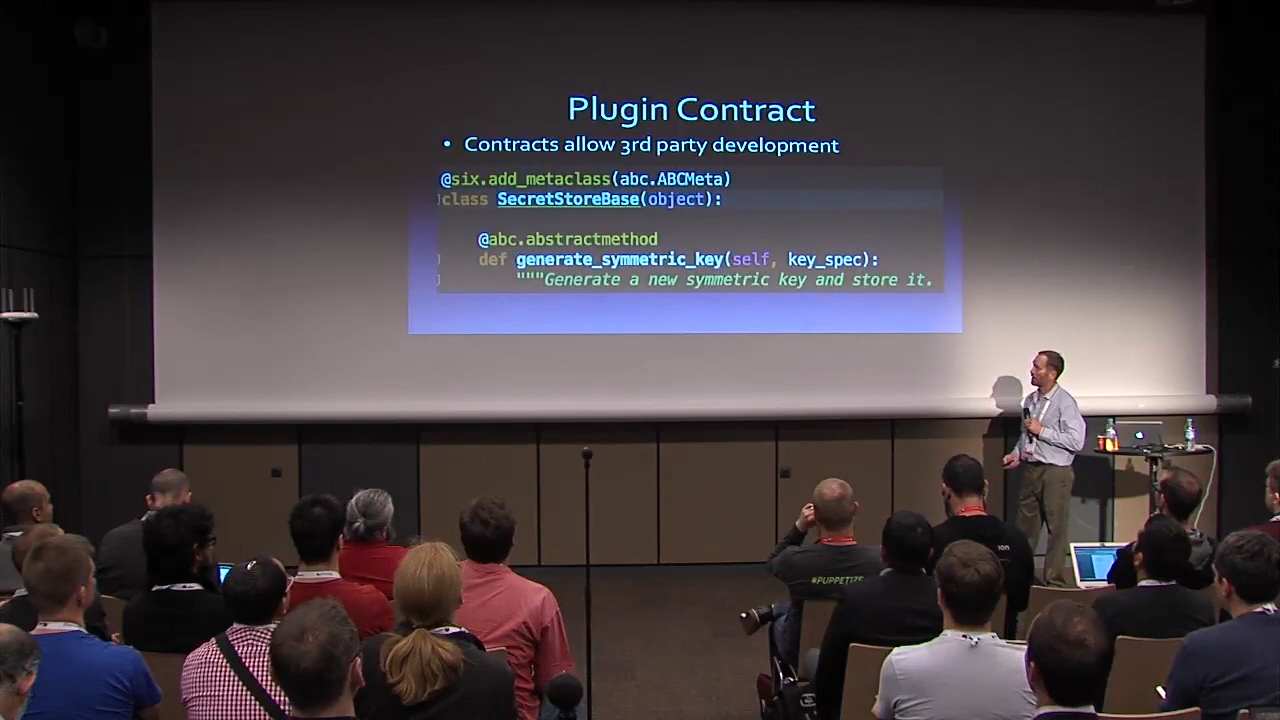 Plugin Contract
• Contracts allow 3rd party development
@six.add_metaclass(abc.ABCMeta)
class SecretStoreBase(object):
@abc.abstractmethod
def generate_symmetric_key(self, key_spec):
"""Generate a new symmetric key and store it.
#PUPPETIZE